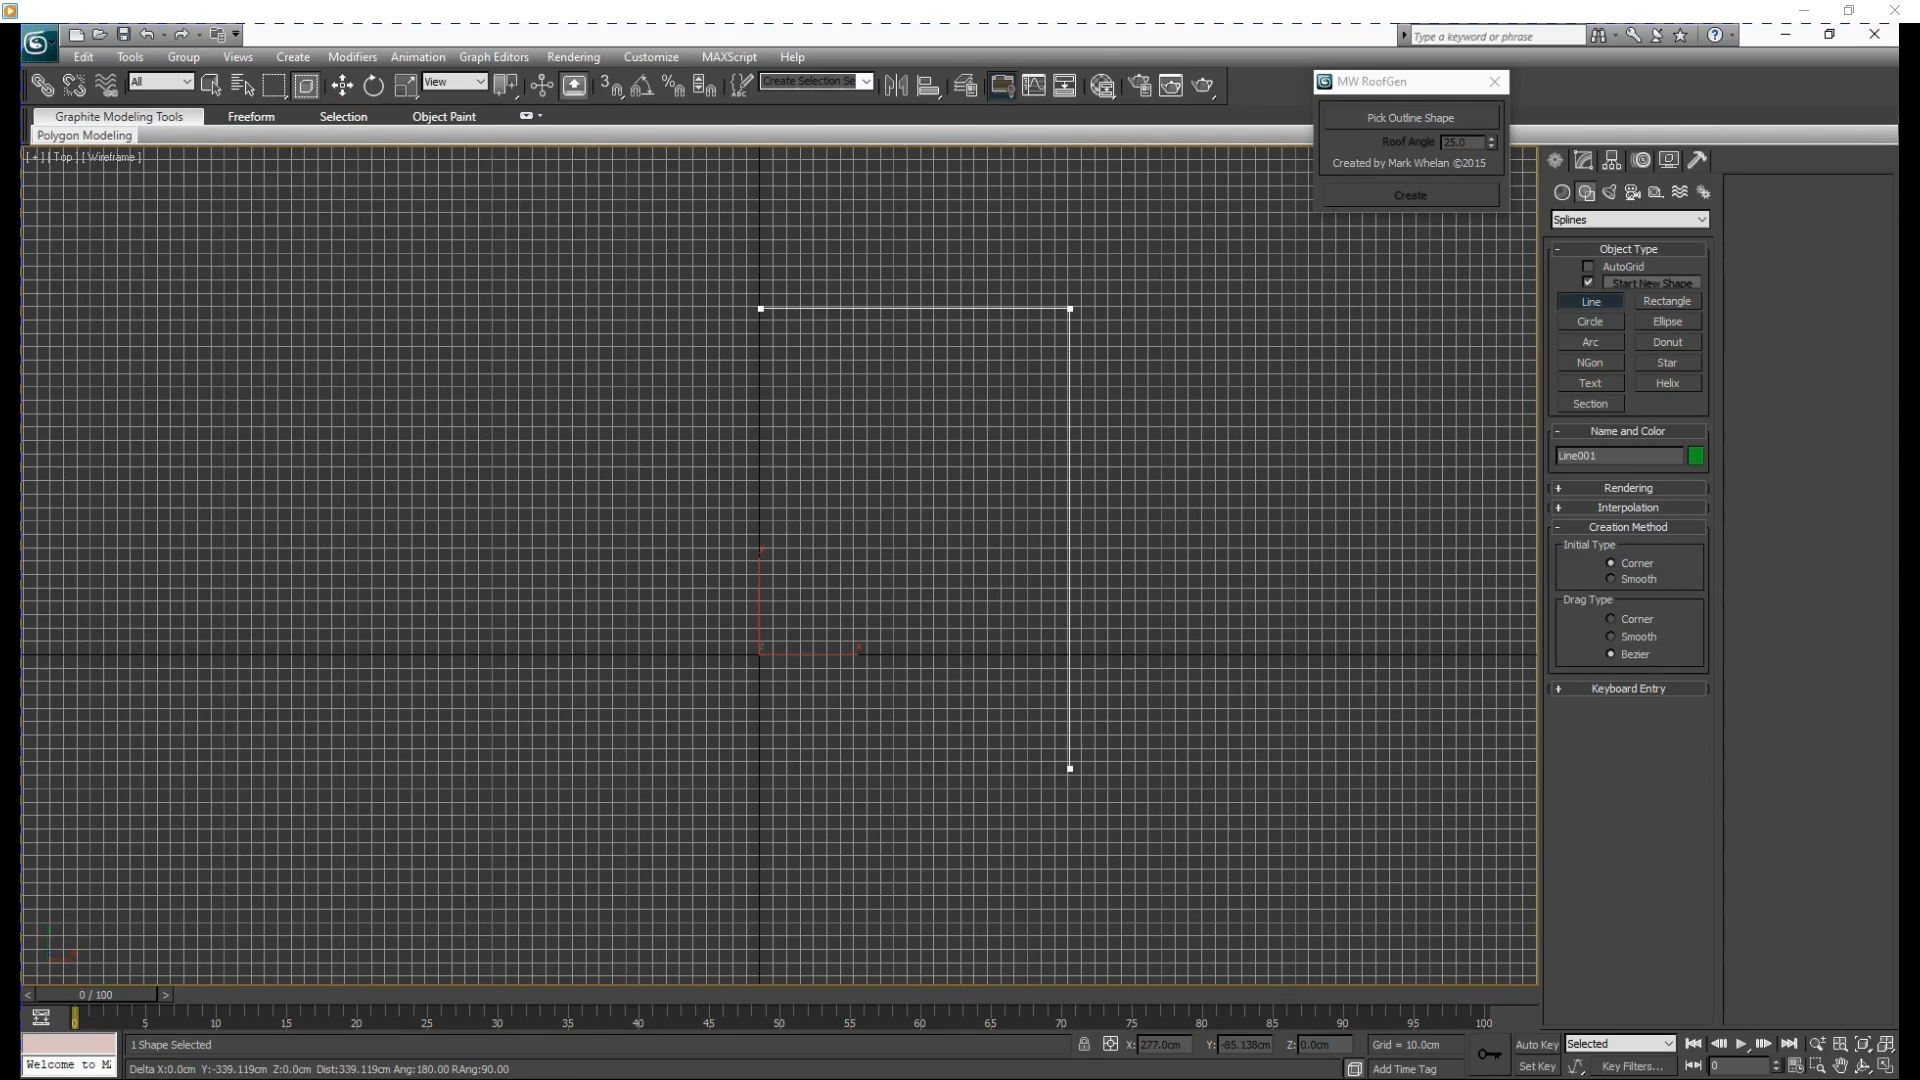 Type a keyword or phrase
Edit Tools Group Views Create Modifiers Animation Graph Editors Rendering Customize MAXScript Help
All View Create Selection Se
MW RoofGen
Pick Outline Shape
Roof Angle 25.0
Created by Mark Whelan ©2015
Create
Graphite Modeling Tools Freeform Selection Object Paint
Polygon Modeling
[ + ] [ Top ] [ Wireframe ]
Splines
Object Type
AutoGrid
Start New Shape
Line Rectangle
Circle Ellipse
Arc Donut
NGon Star
Text Helix
Section
Name and Color
Line001
Rendering
Interpolation
Creation Method
Initial Type
Corner
Smooth
Drag Type
Corner
Smooth
Bezier
Keyboard Entry
< 0 / 100 >
0 5 10 15 20 25 30 35 40 45 50 55 60 65 70 75 80 85 90 95 100
1 Shape Selected X: 277.0cm Y: -85.138cm Z: 0.0cm Grid = 10.0cm Auto Key Selected
Welcome to M Delta X:0.0cm Y:-339.119cm Z:0.0cm Dist:339.119cm Ang:180.00 RAng:90.00 Add Time Tag Set Key Key Filters... 0